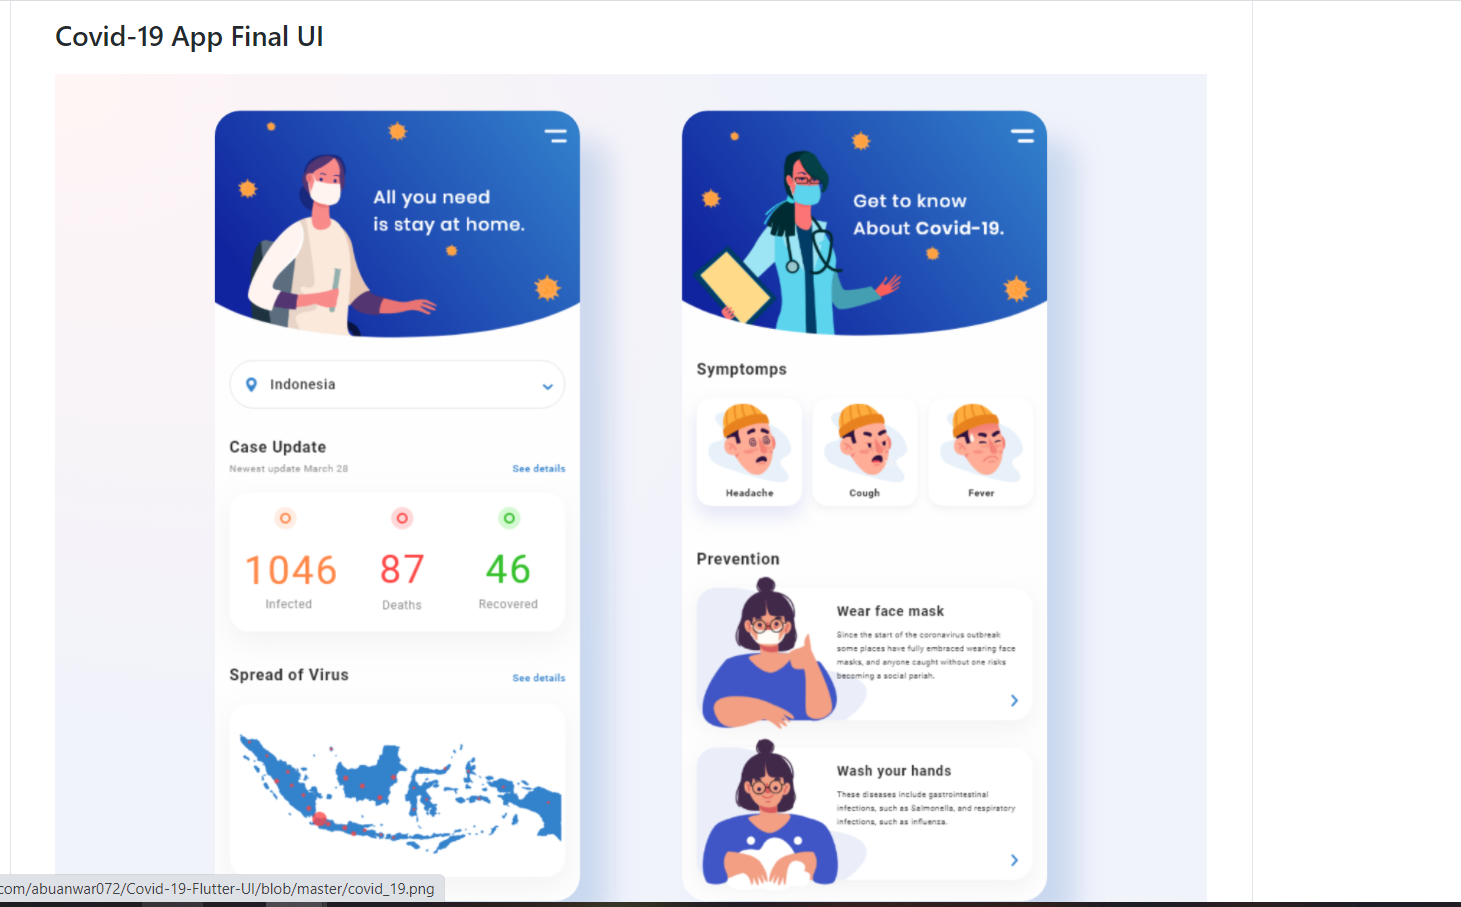 Covid-19 App Final UI
All you need
is stay at home.
Indonesia
Case Update
Newest update March 28
See details
1046
87
46
Infected
Deaths
Recovered
Spread of Virus
See details
Get to know
About Covid-19.
Symptomps
Headache
Cough
Fever
Prevention
Wear face mask
Since the start of the coronavirus outbreak
some places have fully embraced wearing face
masks, and anyone caught without one risks
becoming a social pariah.
Wash your hands
These diseases include gastrointestinal
infections, such as Salmonella, and respiratory
infections, such as influenza.
com/abuanwar072/Covid-19-Flutter-UI/blob/master/covid_19.png